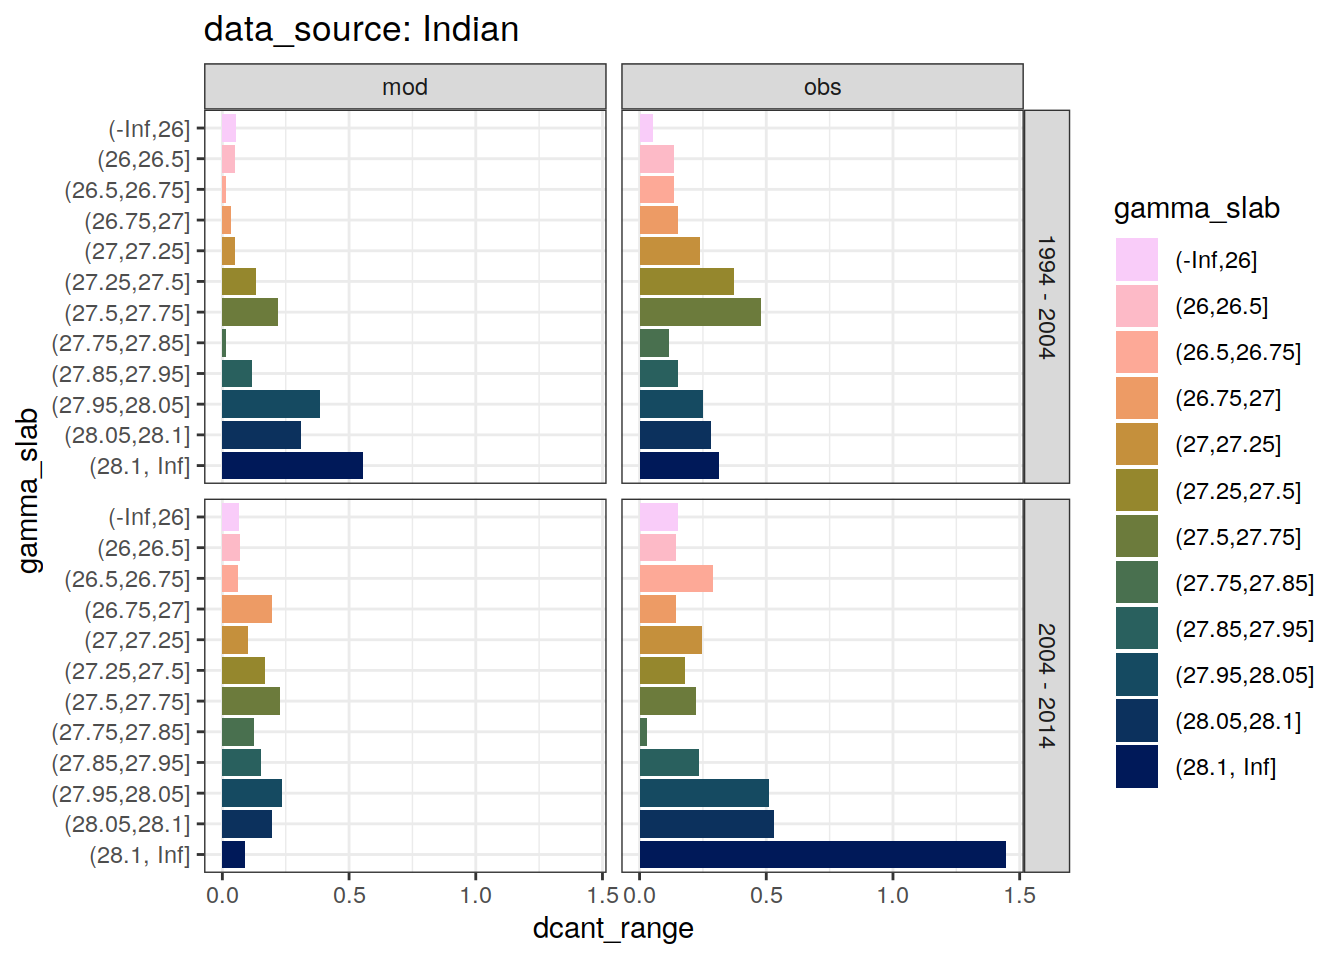 data_source: Indian
mod
obs
(-Inf,26]
(26,26.5]
(26.5,26.75]
(26.75,27]
(27,27.25]
(27.25,27.5]
(27.5,27.75]
(27.75,27.85]
(27.85,27.95]
(27.95,28.05]
(28.05,28.1]
(28.1, Inf]
1994 - 2004
(-Inf,26]
(26,26.5]
(26.5,26.75]
(26.75,27]
(27,27.25]
(27.25,27.5]
(27.5,27.75]
(27.75,27.85]
(27.85,27.95]
(27.95,28.05]
(28.05,28.1]
(28.1, Inf]
2004 - 2014
gamma_slab
0.0 0.5 1.0 1.5
0.0 0.5 1.0 1.5
dcant_range
gamma_slab
(-Inf,26]
(26,26.5]
(26.5,26.75]
(26.75,27]
(27,27.25]
(27.25,27.5]
(27.5,27.75]
(27.75,27.85]
(27.85,27.95]
(27.95,28.05]
(28.05,28.1]
(28.1, Inf]